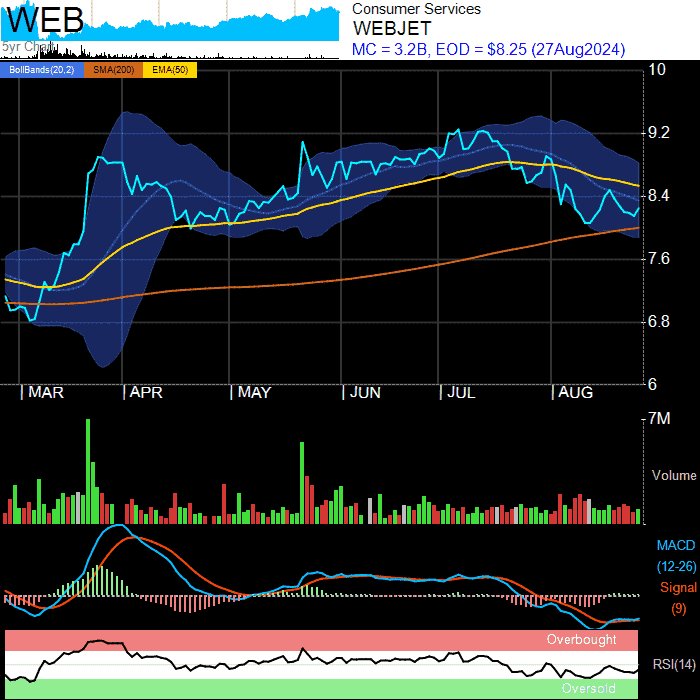 WEB
5yr Chart
Consumer Services
WEBJET
MC = 3.2B, EOD = $8.25 (27Aug2024)
BollBands(20,2) SMA(200) EMA(50)
10
9.2
8.4
7.6
6.8
6
| MAR | APR | MAY | JUN | JUL | AUG
7M
Volume
MACD
(12-26)
Signal
(9)
Overbought
RSI(14)
Oversold